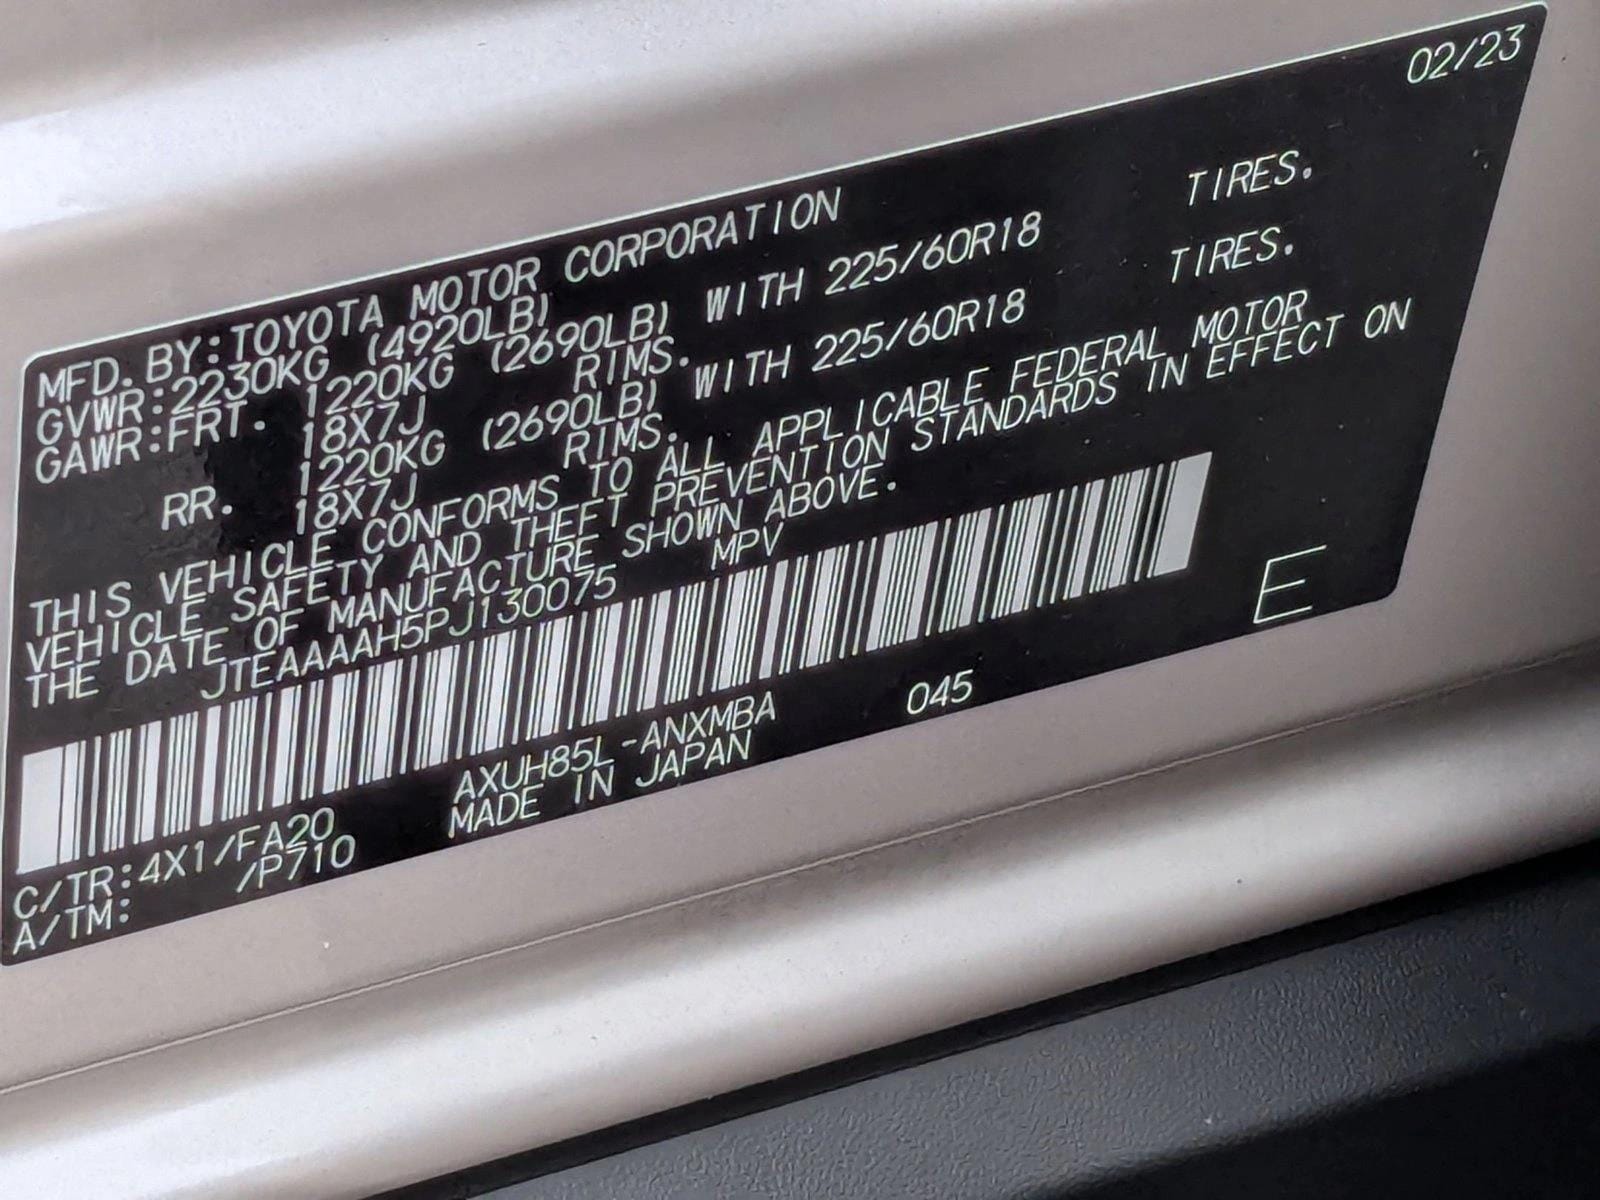 02/23
MFD. BY:TOYOTA MOTOR CORPORATION
GVWR:2230KG (4920LB)
GAWR:FRT. 1220KG (2690LB) WITH 225/60R18 TIRES.
18X7J RIMS.
RR. 1220KG (2690LB) WITH 225/60R18 TIRES.
18X7J RIMS.
THIS VEHICLE CONFORMS TO ALL APPLICABLE FEDERAL MOTOR
VEHICLE SAFETY AND THEFT PREVENTION STANDARDS IN EFFECT ON
THE DATE OF MANUFACTURE SHOWN ABOVE.
JTEAAAAH5PJ130075 MPV
E
C/TR:4X1/FA20 AXUH85L-ANXMBA 045
A/TM: /P710 MADE IN JAPAN